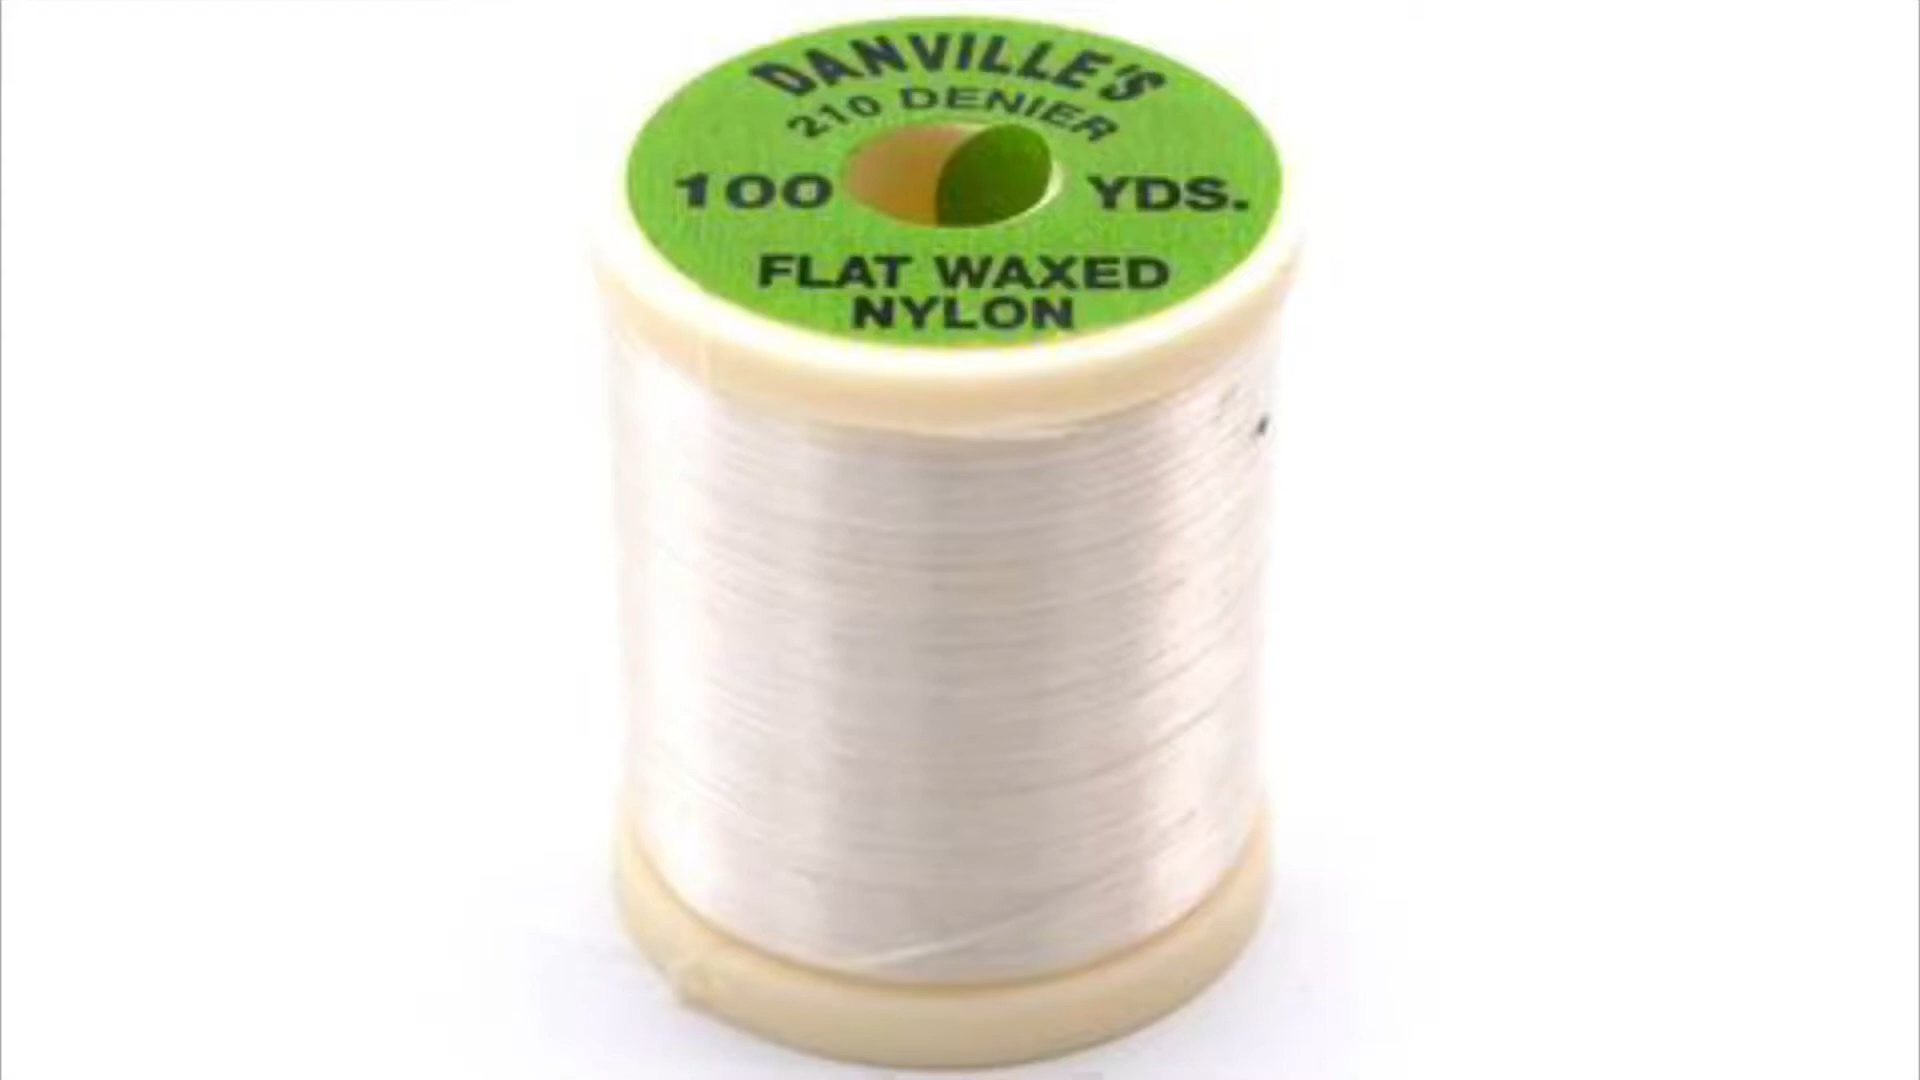 DANVILLE'S
210 DENIER
100 YDS.
FLAT WAXED
NYLON